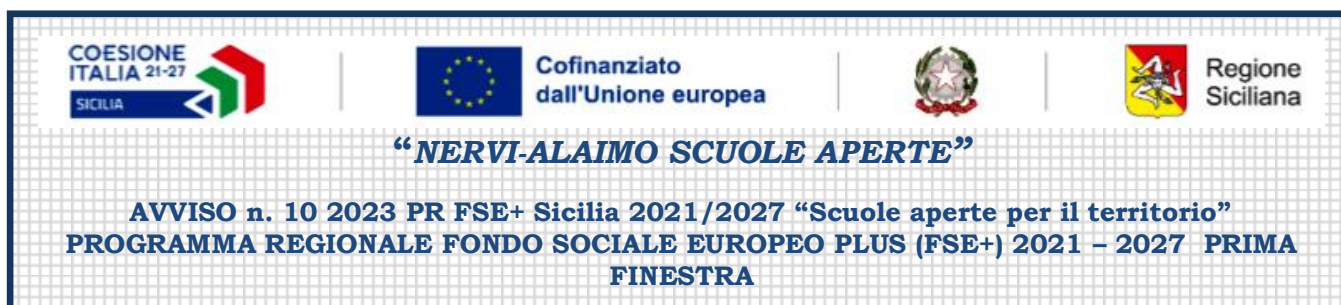 COESIONE
ITALIA 21-27
SICILIA
Cofinanziato
dall'Unione europea
Regione
Siciliana
“NERVI-ALAIMO SCUOLE APERTE”
AVVISO n. 10 2023 PR FSE+ Sicilia 2021/2027 “Scuole aperte per il territorio”
PROGRAMMA REGIONALE FONDO SOCIALE EUROPEO PLUS (FSE+) 2021 – 2027 PRIMA
FINESTRA